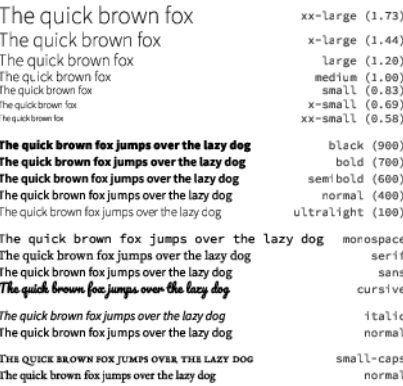 The quick brown fox xx-large (1.73)
The quick brown fox x-large (1.44)
The quick brown fox large (1.20)
The quick brown fox medium (1.00)
The quick brown fox small (0.83)
The quick brown fox x-small (0.69)
The quick brown fox xx-small (0.58)
The quick brown fox jumps over the lazy dog black (900)
The quick brown fox jumps over the lazy dog bold (700)
The quick brown fox jumps over the lazy dog semibold (600)
The quick brown fox jumps over the lazy dog normal (400)
The quick brown fox jumps over the lazy dog ultralight (100)
The quick brown fox jumps over the lazy dog monospace
The quick brown fox jumps over the lazy dog serif
The quick brown fox jumps over the lazy dog sans
The quick brown fox jumps over the lazy dog cursive
The quick brown fox jumps over the lazy dog italic
The quick brown fox jumps over the lazy dog normal
The quick brown fox jumps over the lazy dog small-caps
The quick brown fox jumps over the lazy dog normal